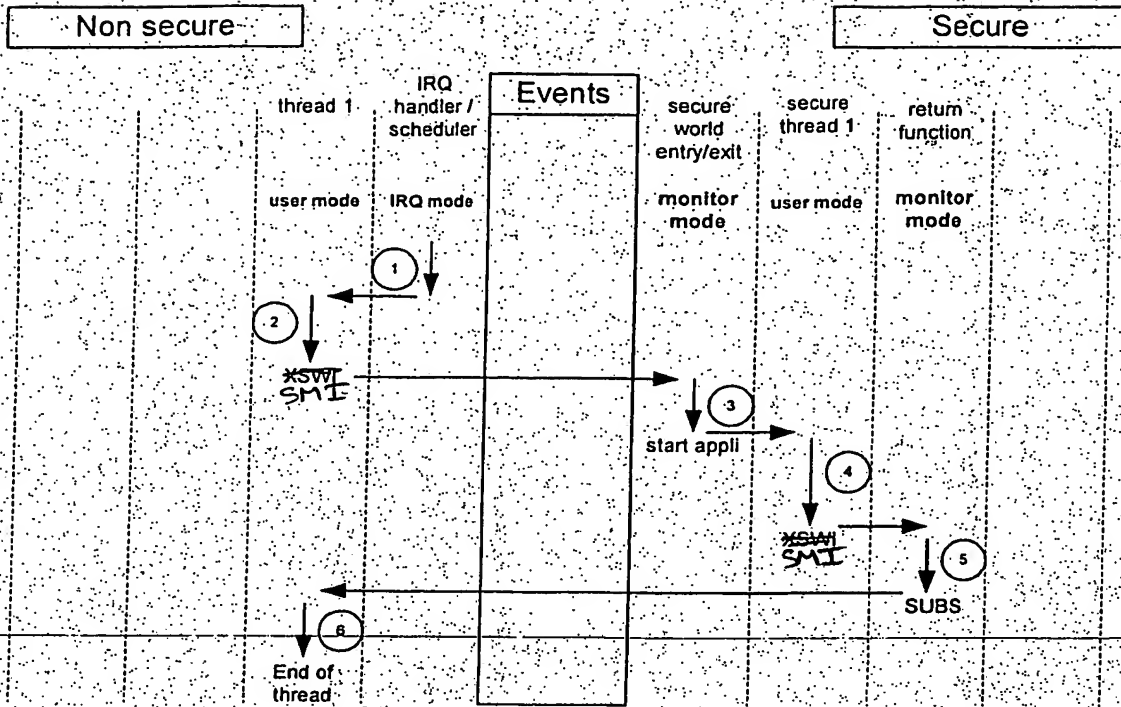 Non secure
Secure
Events
thread 1
IRQ
handler /
scheduler
secure
world
entry/exit
secure
thread 1
return
function
user mode
IRQ mode
monitor
mode
user mode
monitor
mode
1
2
XSWI
SMI
3
start appli
4
XSWI
SMI
5
SUBS
6
End of
thread